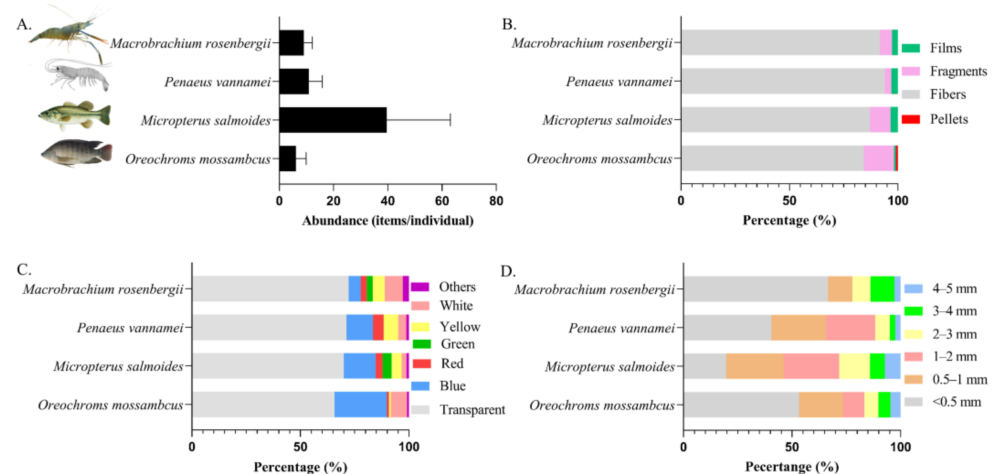 A.
Macrobrachium rosenbergii
Penaeus vannamei
Micropterus salmoides
Oreochroms mossambcus
0 20 40 60 80
Abundance (items/individual)
B.
Macrobrachium rosenbergii
Penaeus vannamei
Micropterus salmoides
Oreochroms mossambcus
0 50 100
Percentage (%)
Films
Fragments
Fibers
Pellets
C.
Macrobrachium rosenbergii
Penaeus vannamei
Micropterus salmoides
Oreochroms mossambcus
0 50 100
Percentage (%)
Others
White
Yellow
Green
Red
Blue
Transparent
D.
Macrobrachium rosenbergii
Penaeus vannamei
Micropterus salmoides
Oreochroms mossambcus
0 50 100
Pecertange (%)
4–5 mm
3–4 mm
2–3 mm
1–2 mm
0.5–1 mm
<0.5 mm